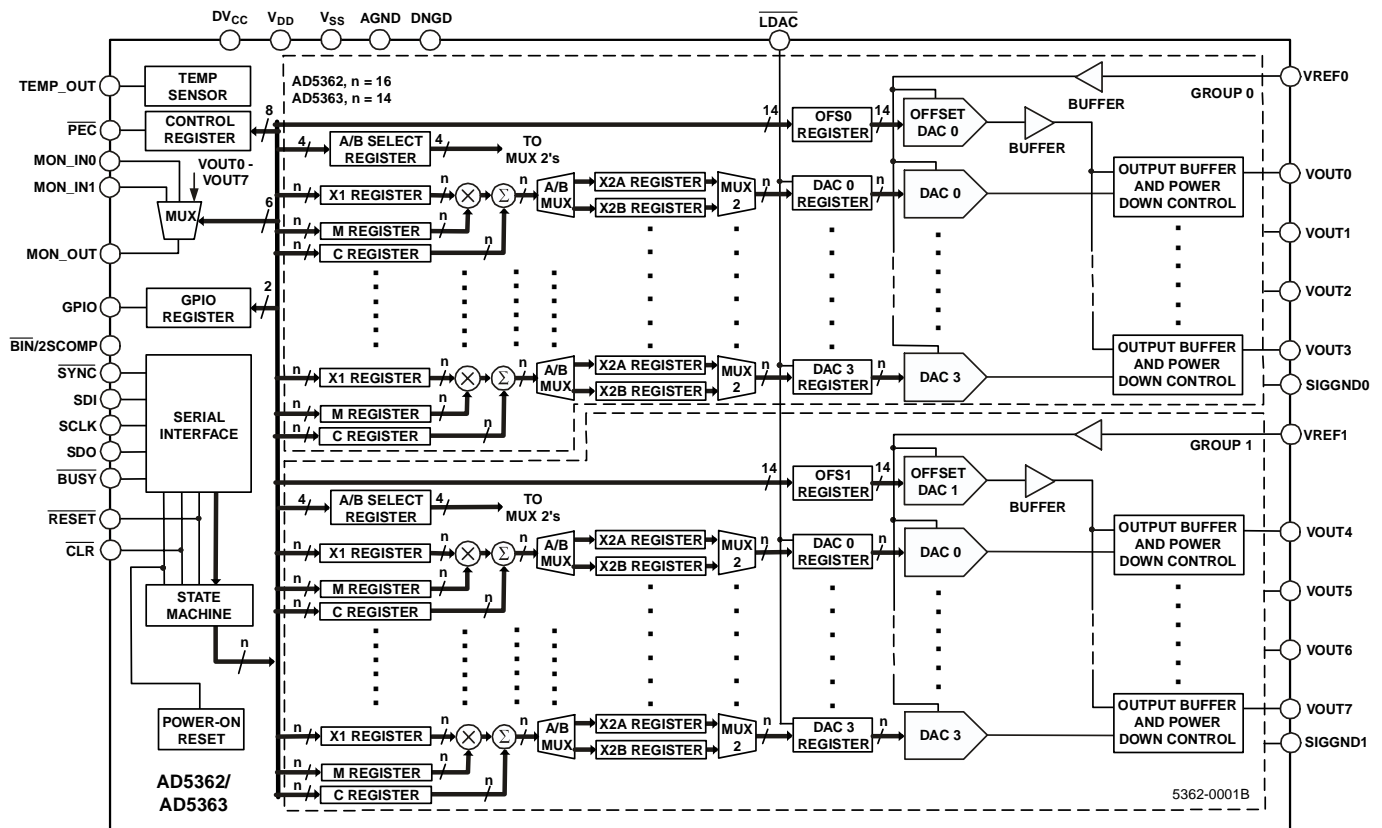 DVCC VDD VSS AGND DNGD LDAC
TEMP_OUT
TEMP
SENSOR
PEC
CONTROL
REGISTER
8
MON_IN0
MON_IN1
VOUT0 -
VOUT7
MUX
6
MON_OUT
GPIO
GPIO
REGISTER
2
BIN/2SCOMP
SYNC
SDI
SCLK
SDO
BUSY
SERIAL
INTERFACE
RESET
CLR
STATE
MACHINE
n
POWER-ON
RESET
AD5362/
AD5363
AD5362, n = 16
AD5363, n = 14
14
OFS0
REGISTER
14
OFFSET
DAC 0
BUFFER
BUFFER
GROUP 0
VREF0
4
A/B SELECT
REGISTER
4
TO
MUX 2's
n
X1 REGISTER
n
n
M REGISTER
n
n
C REGISTER
n
×
Σ
n
A/B
MUX
X2A REGISTER
X2B REGISTER
MUX
2
n
DAC 0
REGISTER
n
DAC 0
OUTPUT BUFFER
AND POWER
DOWN CONTROL
VOUT0
VOUT1
VOUT2
n
X1 REGISTER
n
n
M REGISTER
n
n
C REGISTER
n
×
Σ
n
A/B
MUX
X2A REGISTER
X2B REGISTER
MUX
2
n
DAC 3
REGISTER
n
DAC 3
OUTPUT BUFFER
AND POWER
DOWN CONTROL
VOUT3
SIGGND0
VREF1
GROUP 1
14
OFS1
REGISTER
14
OFFSET
DAC 1
BUFFER
4
A/B SELECT
REGISTER
4
TO
MUX 2's
n
X1 REGISTER
n
n
M REGISTER
n
n
C REGISTER
n
×
Σ
n
A/B
MUX
X2A REGISTER
X2B REGISTER
MUX
2
n
DAC 0
REGISTER
n
DAC 0
OUTPUT BUFFER
AND POWER
DOWN CONTROL
VOUT4
VOUT5
VOUT6
n
X1 REGISTER
n
n
M REGISTER
n
n
C REGISTER
n
×
Σ
n
A/B
MUX
X2A REGISTER
X2B REGISTER
MUX
2
n
DAC 3
REGISTER
n
DAC 3
OUTPUT BUFFER
AND POWER
DOWN CONTROL
VOUT7
SIGGND1
5362-0001B